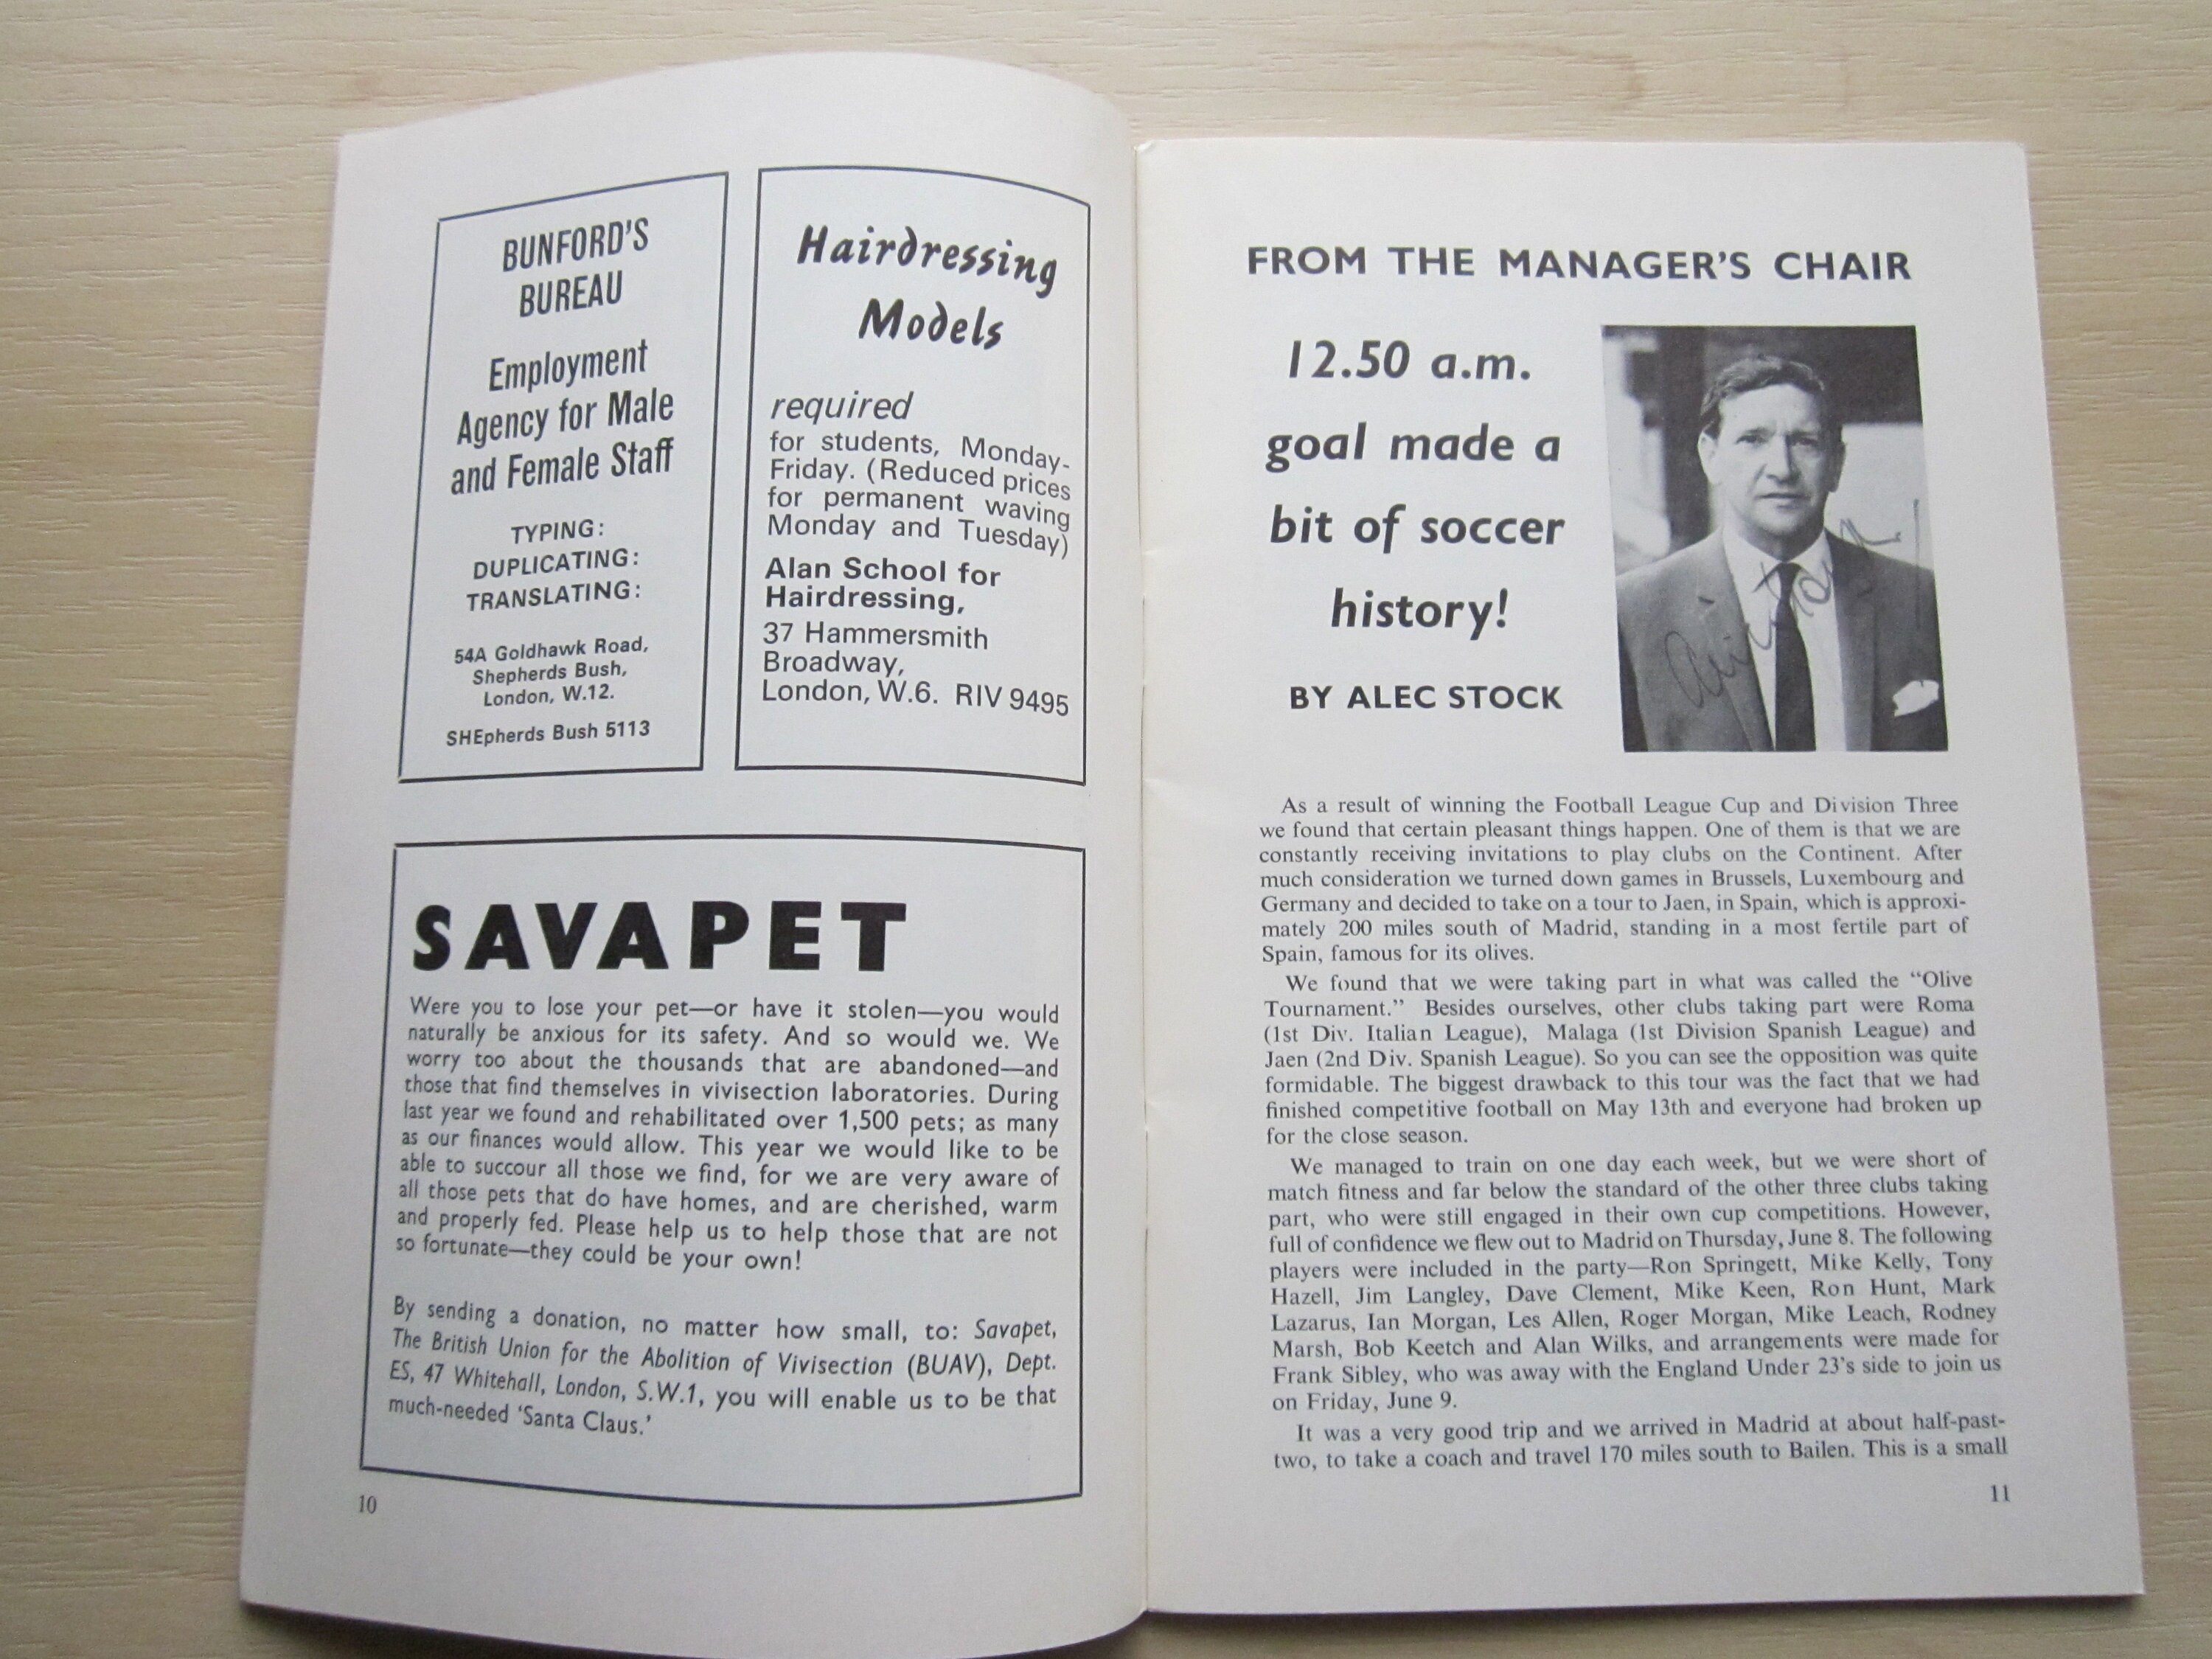 BUNFORD'S
BUREAU
Employment
Agency for Male
and Female Staff
TYPING:
DUPLICATING:
TRANSLATING:
54A Goldhawk Road,
Shepherds Bush,
London, W.12.
SHEpherds Bush 5113
Hairdressing
Models
required
for students, Monday-
Friday. (Reduced prices
for permanent waving
Monday and Tuesday)
Alan School for
Hairdressing,
37 Hammersmith
Broadway,
London, W.6. RIV 9495
SAVAPET
Were you to lose your pet—or have it stolen—you would
naturally be anxious for its safety. And so would we. We
worry too about the thousands that are abandoned—and
those that find themselves in vivisection laboratories. During
last year we found and rehabilitated over 1,500 pets; as many
as our finances would allow. This year we would like to be
able to succour all those we find, for we are very aware of
all those pets that do have homes, and are cherished, warm
and properly fed. Please help us to help those that are not
so fortunate—they could be your own!
By sending a donation, no matter how small, to: Savapet,
The British Union for the Abolition of Vivisection (BUAV), Dept.
ES, 47 Whitehall, London, S.W.1, you will enable us to be that
much-needed 'Santa Claus.'
10
FROM THE MANAGER'S CHAIR
12.50 a.m.
goal made a
bit of soccer
history!
BY ALEC STOCK
As a result of winning the Football League Cup and Division Three
we found that certain pleasant things happen. One of them is that we are
constantly receiving invitations to play clubs on the Continent. After
much consideration we turned down games in Brussels, Luxembourg and
Germany and decided to take on a tour to Jaen, in Spain, which is approxi-
mately 200 miles south of Madrid, standing in a most fertile part of
Spain, famous for its olives.
We found that we were taking part in what was called the "Olive
Tournament." Besides ourselves, other clubs taking part were Roma
(1st Div. Italian League), Malaga (1st Division Spanish League) and
Jaen (2nd Div. Spanish League). So you can see the opposition was quite
formidable. The biggest drawback to this tour was the fact that we had
finished competitive football on May 13th and everyone had broken up
for the close season.
We managed to train on one day each week, but we were short of
match fitness and far below the standard of the other three clubs taking
part, who were still engaged in their own cup competitions. However,
full of confidence we flew out to Madrid on Thursday, June 8. The following
players were included in the party—Ron Springett, Mike Kelly, Tony
Hazell, Jim Langley, Dave Clement, Mike Keen, Ron Hunt, Mark
Lazarus, Ian Morgan, Les Allen, Roger Morgan, Mike Leach, Rodney
Marsh, Bob Keetch and Alan Wilks, and arrangements were made for
Frank Sibley, who was away with the England Under 23's side to join us
on Friday, June 9.
It was a very good trip and we arrived in Madrid at about half-past-
two, to take a coach and travel 170 miles south to Bailen. This is a small
11